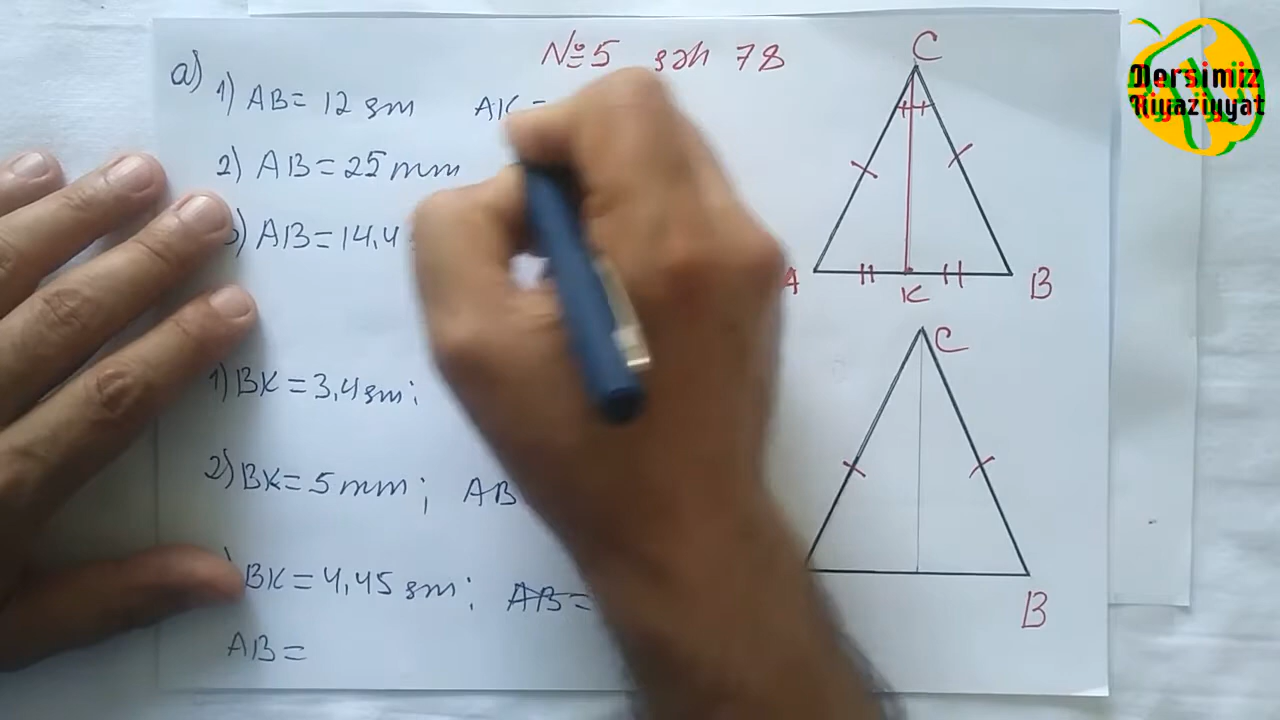 №5 səh 78
a) 1) AB = 12 sm AK =
2) AB = 25 mm
) AB = 14,4
1) BK = 3,4 sm;
2) BK = 5 mm; AB
) BK = 4,45 sm;
AB =
C
A K B
C
B
Dersimiz
Riyaziyyat